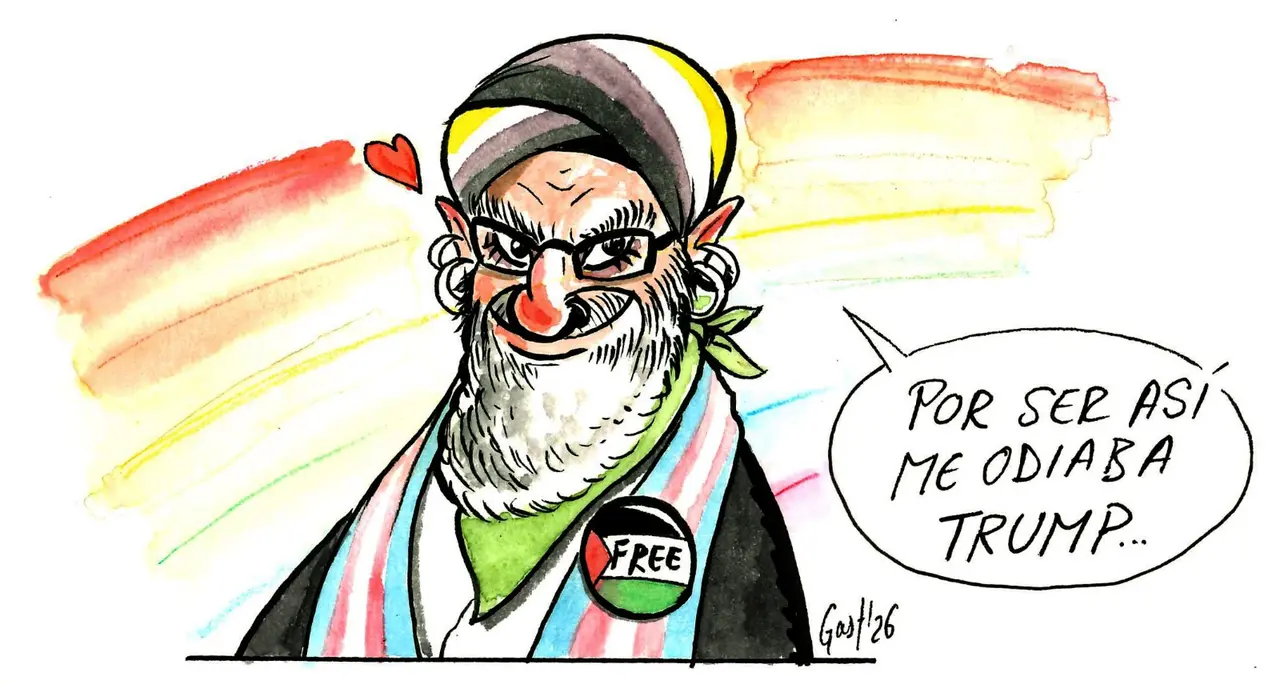 POR SER ASÍ
ME ODIABA
TRUMP...
FREE
Gast! '26